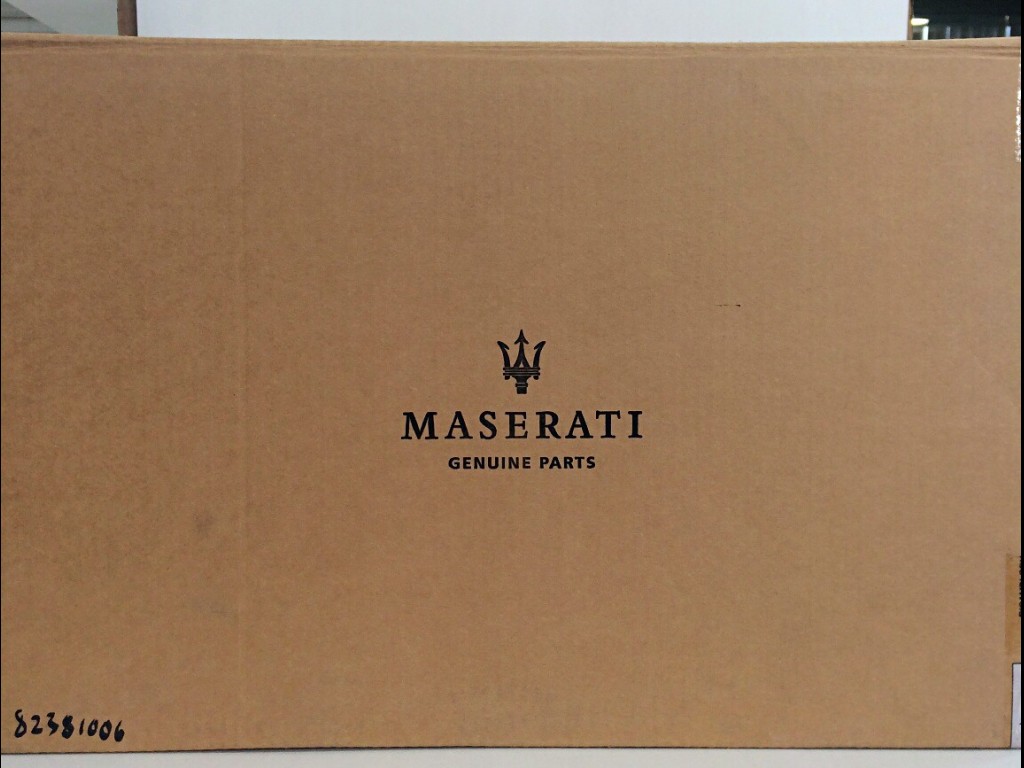 MASERATI
GENUINE PARTS
82381006